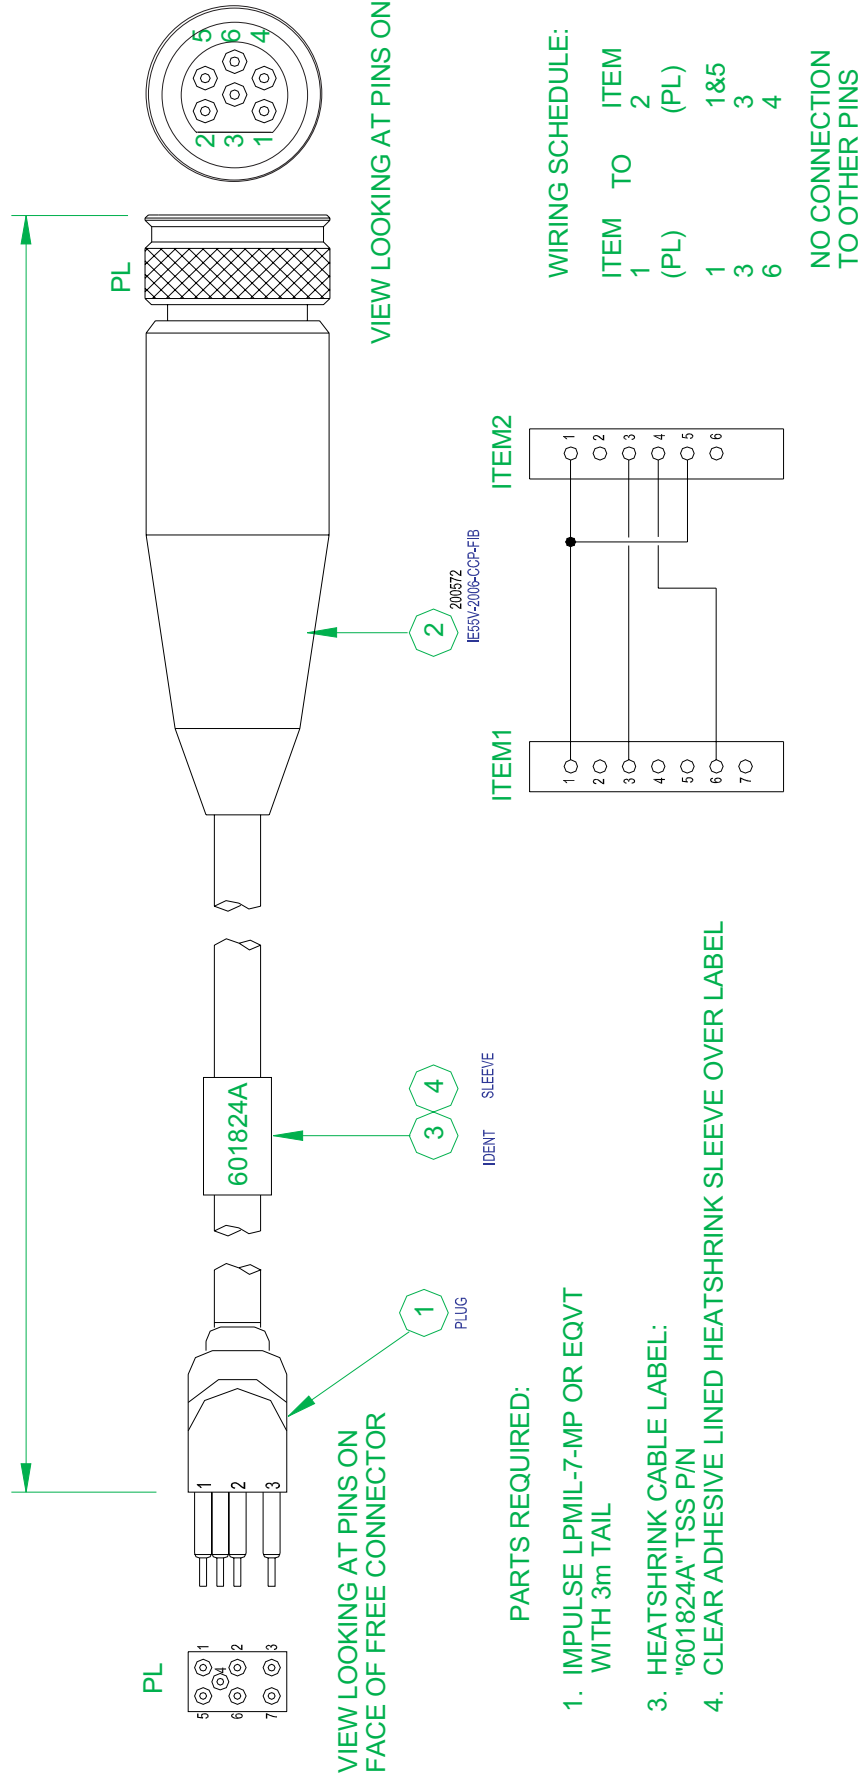 PL
VIEW LOOKING AT PINS ON
FACE OF FREE CONNECTOR
5
6
7
4
1
2
3
1
2
3
1
PLUG
601824A
3
4
IDENT
SLEEVE
2
200572
IE55V-2006-CCP-FIB
PL
5
6
4
2
3
1
VIEW LOOKING AT PINS ON
PARTS REQUIRED:
1. IMPULSE LPMIL-7-MP OR EQVT
WITH 3m TAIL
3. HEATSHRINK CABLE LABEL:
"601824A" TSS P/N
4. CLEAR ADHESIVE LINED HEATSHRINK SLEEVE OVER LABEL
ITEM1
1
2
3
4
5
6
7
ITEM2
1
2
3
4
5
6
WIRING SCHEDULE:
ITEM TO ITEM
1 2
(PL) (PL)
1 1&5
3 3
6 4
NO CONNECTION
TO OTHER PINS